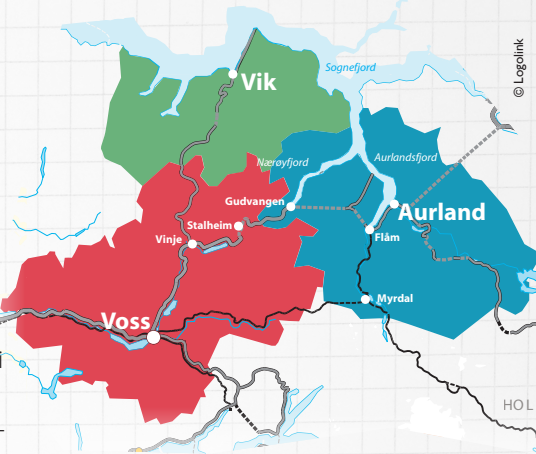 © Logolink
Sognefjord
Vik
Nærøyfjord
Aurlandsfjord
Gudvangen
Aurland
Stalheim
Flåm
Vinje
Myrdal
Voss
HOL